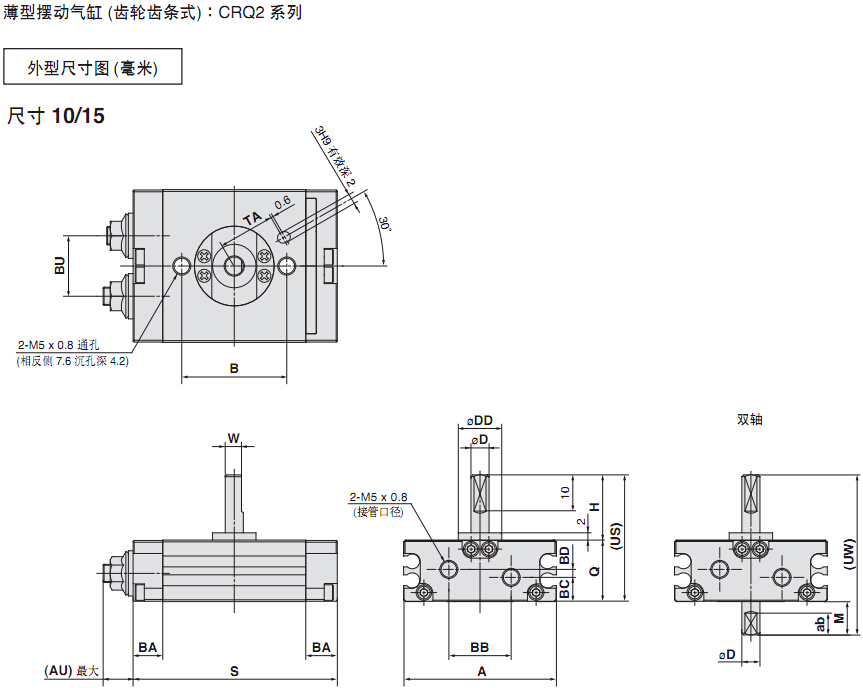 薄型摆动气缸 (齿轮齿条式)：CRQ2 系列
外型尺寸图 (毫米)
尺寸 10/15
3H9 有效深 2
0.6
TA
30°
BU
2-M5 x 0.8 通孔
(相反侧 7.6 沉孔深 4.2)
B
双轴
W
øDD
øD
2-M5 x 0.8
(接管口径)
10
H
2
(US)
BD
Q
BC
(UW)
M
ab
øD
BA
BA
BB
(AU) 最大
S
A